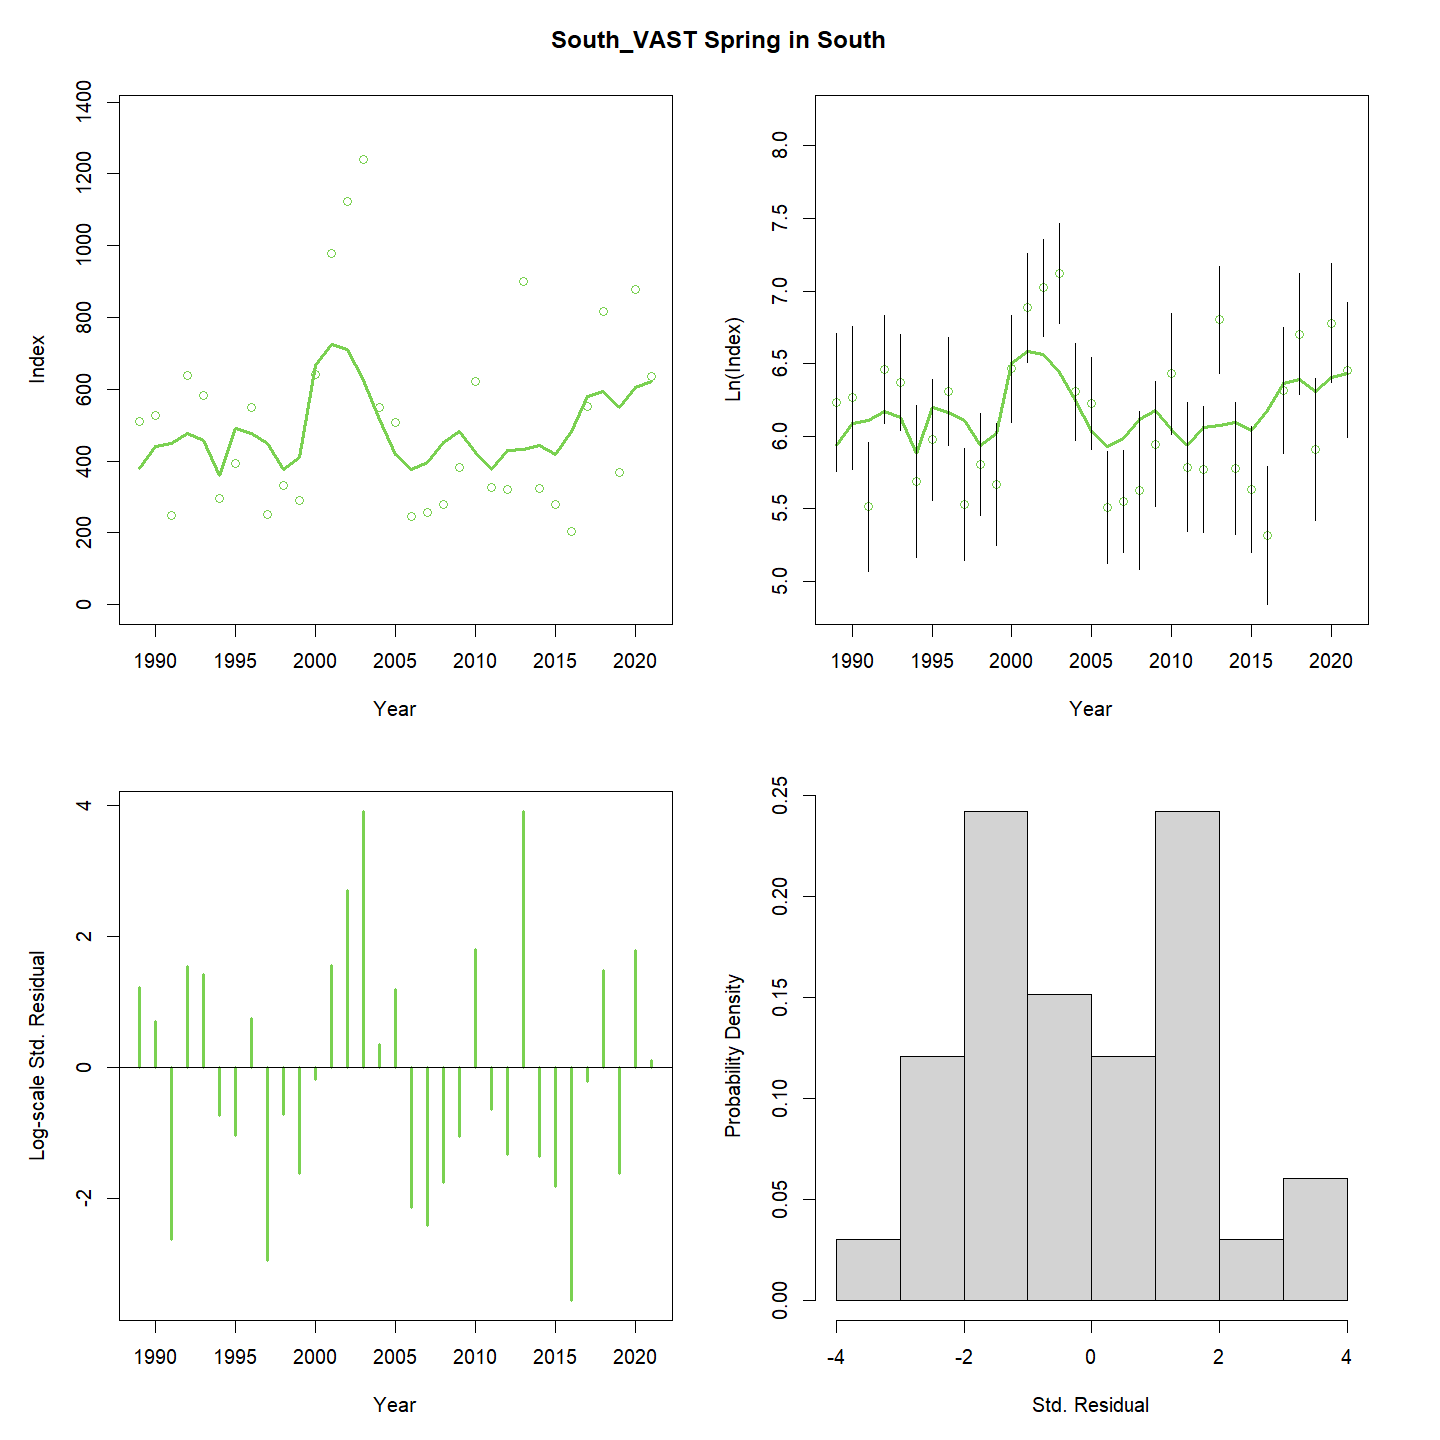 South_VAST Spring in South
Index
0 200 400 600 800 1000 1200 1400
1990 1995 2000 2005 2010 2015 2020
Year
Ln(Index)
5.0 5.5 6.0 6.5 7.0 7.5 8.0
1990 1995 2000 2005 2010 2015 2020
Year
Log-scale Std. Residual
-2 0 2 4
1990 1995 2000 2005 2010 2015 2020
Year
Probability Density
0.00 0.05 0.10 0.15 0.20 0.25
-4 -2 0 2 4
Std. Residual